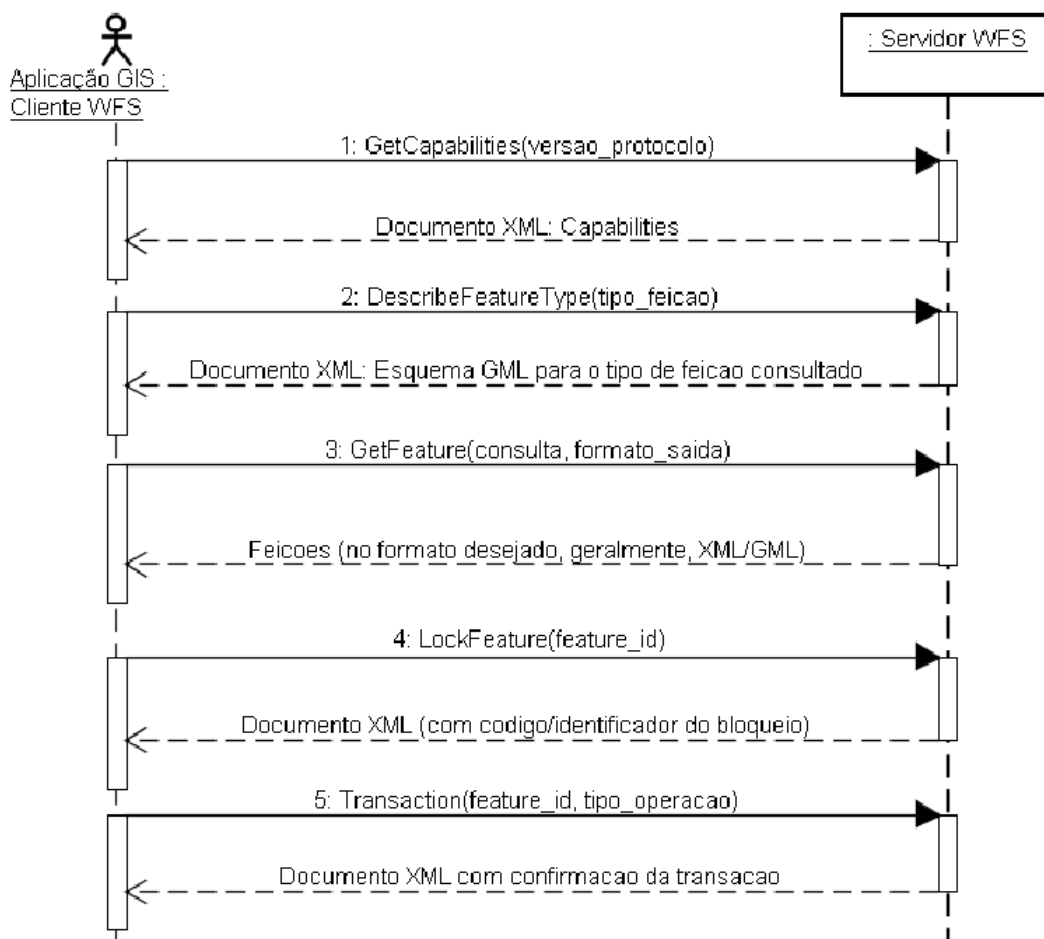 : Servidor WFS
Aplicação GIS :
Cliente WFS
1: GetCapabilities(versao_protocolo)
Documento XML: Capabilities
2: DescribeFeatureType(tipo_feicao)
Documento XML: Esquema GML para o tipo de feicao consultado
3: GetFeature(consulta, formato_saida)
Feicoes (no formato desejado, geralmente, XML/GML)
4: LockFeature(feature_id)
Documento XML (com codigo/identificador do bloqueio)
5: Transaction(feature_id, tipo_operacao)
Documento XML com confirmacao da transacao